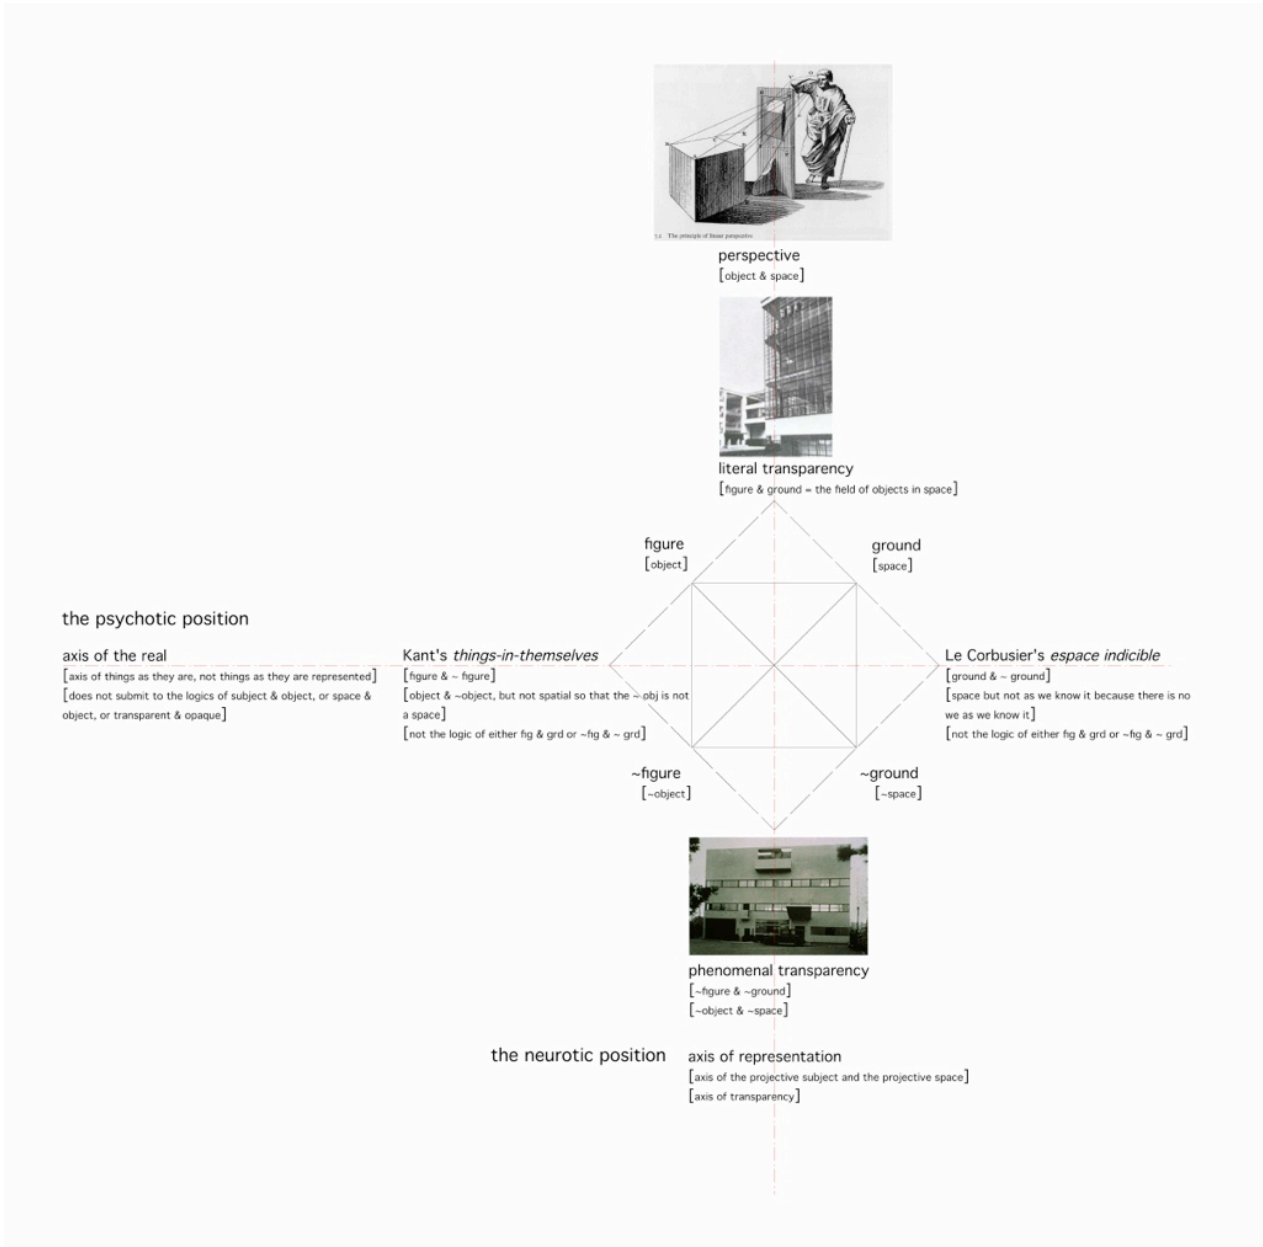 5.4 The principle of linear perspective
perspective
[object & space]
literal transparency
[figure & ground = the field of objects in space]
figure
[object]
ground
[space]
the psychotic position
axis of the real
[axis of things as they are, not things as they are represented]
[does not submit to the logics of subject & object, or space &
object, or transparent & opaque]
Kant's things-in-themselves
[figure & ~ figure]
[object & ~object, but not spatial so that the ~ obj is not
a space]
[not the logic of either fig & grd or ~fig & ~ grd]
Le Corbusier's espace indicible
[ground & ~ ground]
[space but not as we know it because there is no
we as we know it]
[not the logic of either fig & grd or ~fig & ~ grd]
~figure
[~object]
~ground
[~space]
phenomenal transparency
[~figure & ~ground]
[~object & ~space]
the neurotic position
axis of representation
[axis of the projective subject and the projective space]
[axis of transparency]